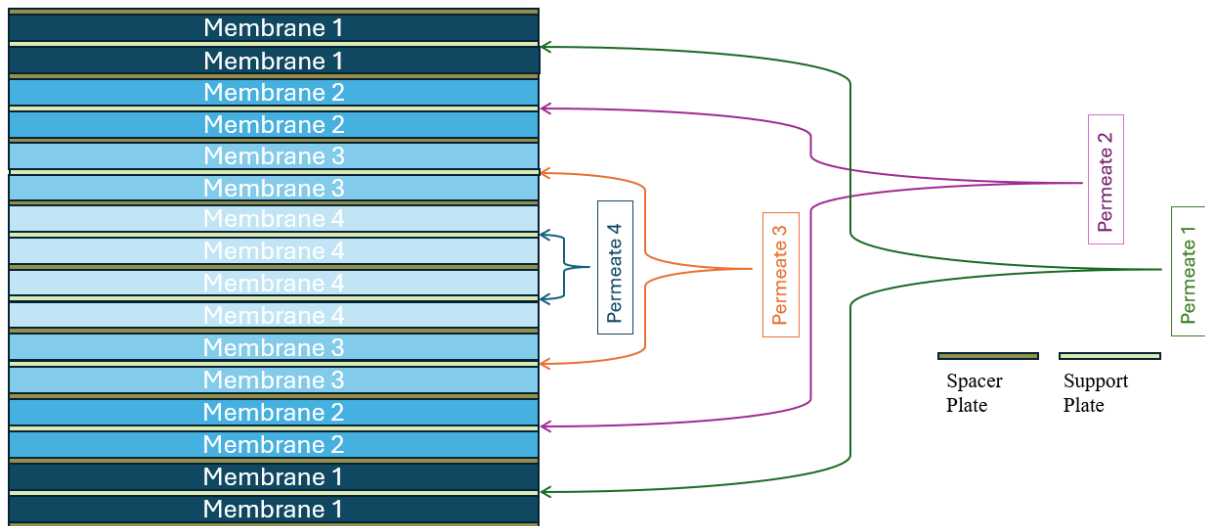 Membrane 1
Membrane 1
Membrane 2
Membrane 2
Membrane 3
Membrane 3
Membrane 4
Membrane 4
Membrane 4
Membrane 4
Membrane 3
Membrane 3
Membrane 2
Membrane 2
Membrane 1
Membrane 1
Permeate 4
Permeate 3
Permeate 2
Permeate 1
Spacer
Plate
Support
Plate